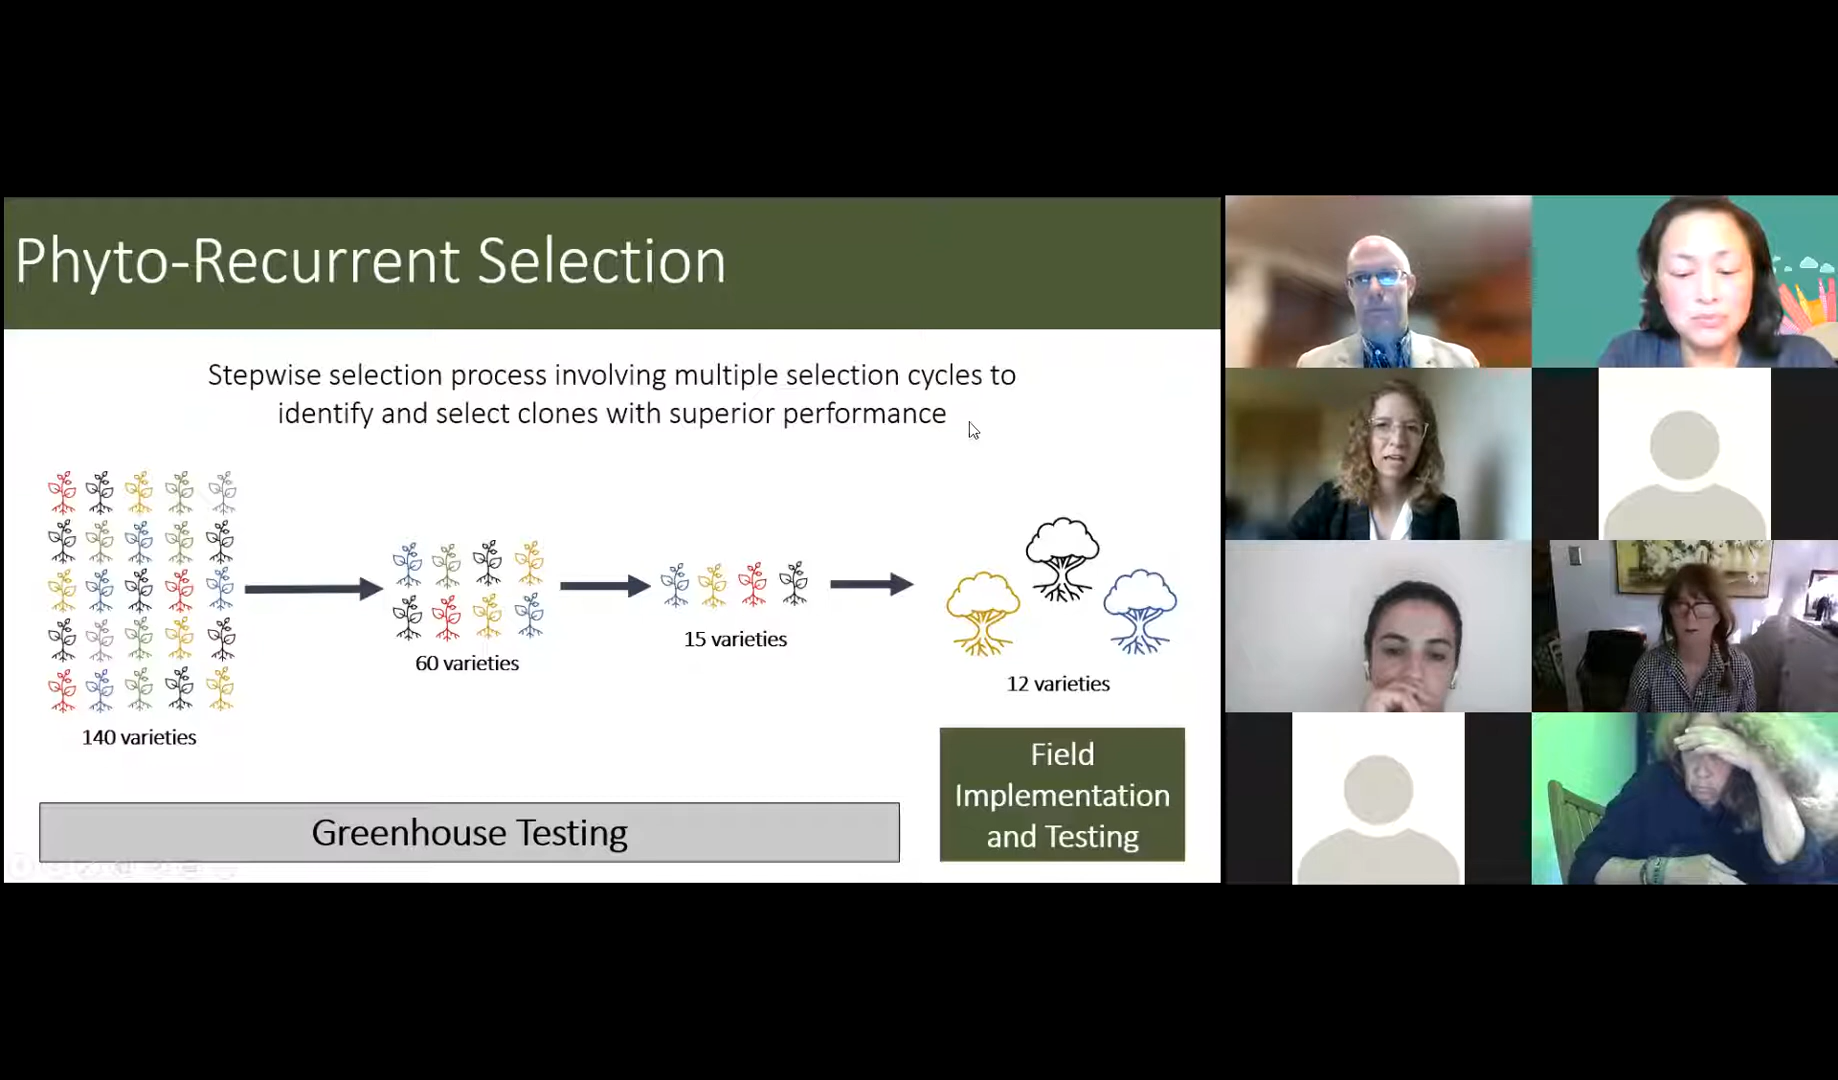 Phyto-Recurrent Selection
Stepwise selection process involving multiple selection cycles to
identify and select clones with superior performance
140 varieties
60 varieties
15 varieties
12 varieties
Greenhouse Testing
Field
Implementation
and Testing